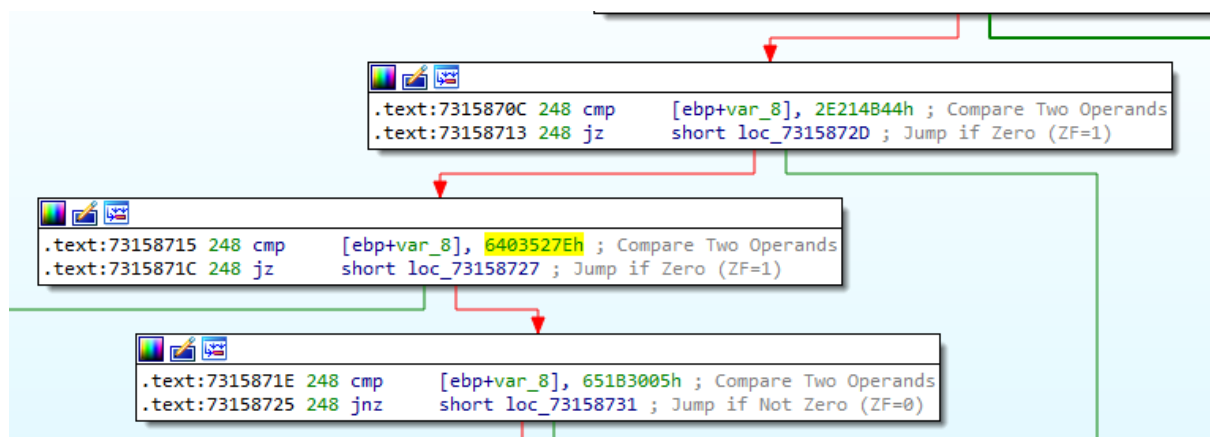 .text:7315870C 248 cmp [ebp+var_8], 2E214B44h ; Compare Two Operands
.text:73158713 248 jz short loc_7315872D ; Jump if Zero (ZF=1)
.text:73158715 248 cmp [ebp+var_8], 6403527Eh ; Compare Two Operands
.text:7315871C 248 jz short loc_73158727 ; Jump if Zero (ZF=1)
.text:7315871E 248 cmp [ebp+var_8], 651B3005h ; Compare Two Operands
.text:73158725 248 jnz short loc_73158731 ; Jump if Not Zero (ZF=0)